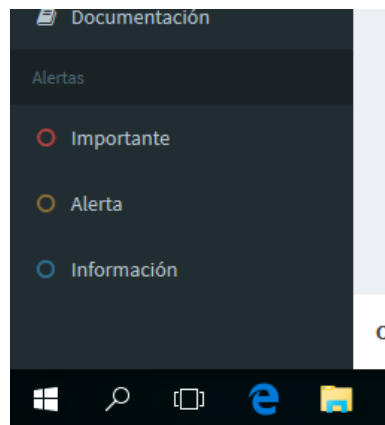 Documentación
Alertas
Importante
Alerta
Información